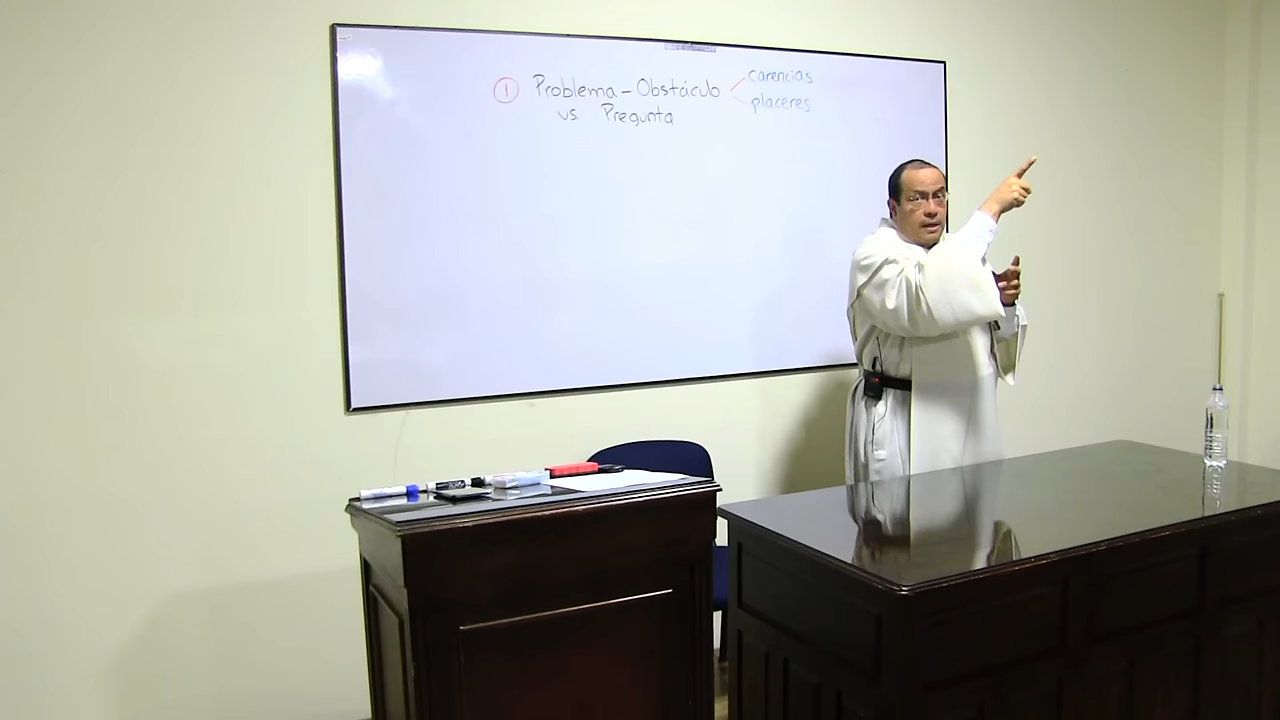 ① Problema - Obstáculo
carencias
placeres
vs. Pregunta